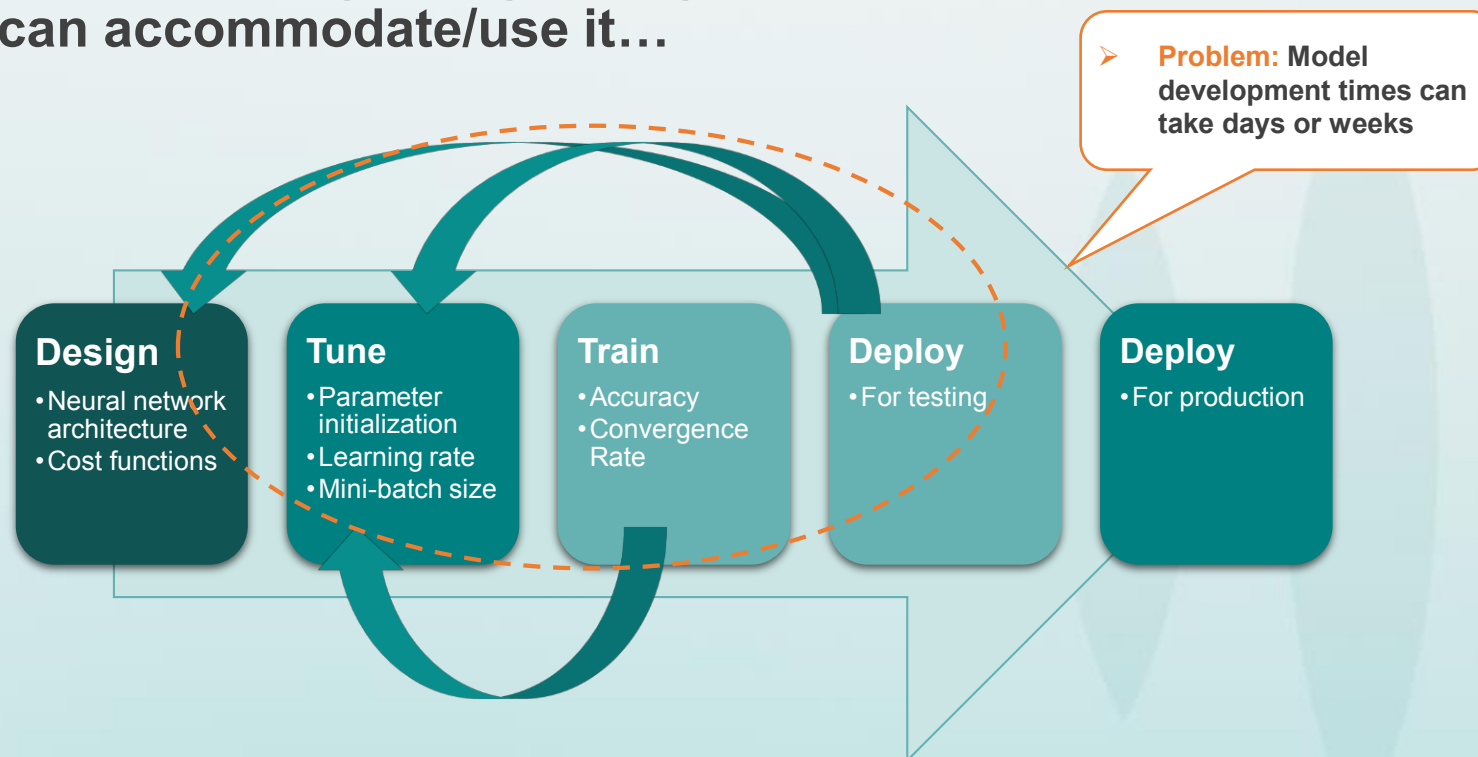 can accommodate/use it…
➢ Problem: Model
development times can
take days or weeks
Design
•Neural network
architecture
•Cost functions
Tune
•Parameter
initialization
•Learning rate
•Mini-batch size
Train
•Accuracy
•Convergence
Rate
Deploy
•For testing
Deploy
•For production